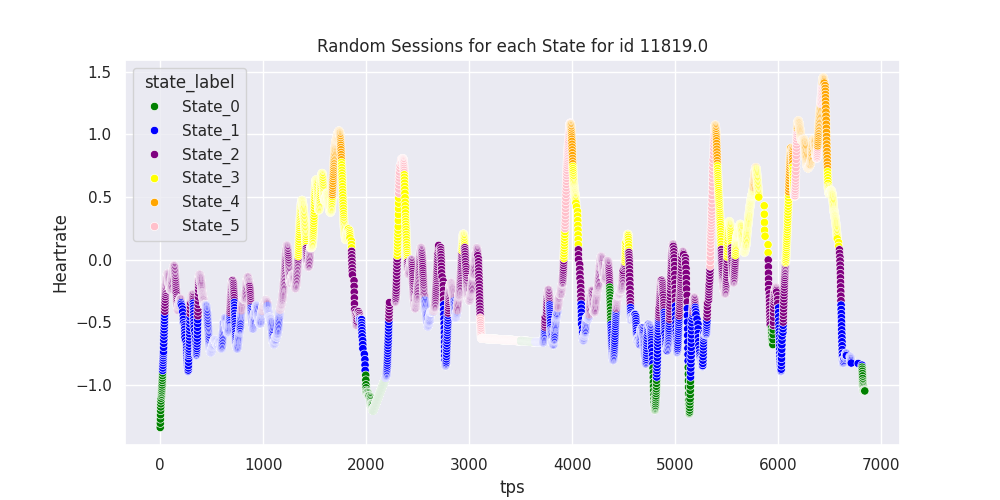 Random Sessions for each State for id 11819.0
state_label
State_0
State_1
State_2
State_3
State_4
State_5
Heartrate
1.5
1.0
0.5
0.0
−0.5
−1.0
0 1000 2000 3000 4000 5000 6000 7000
tps